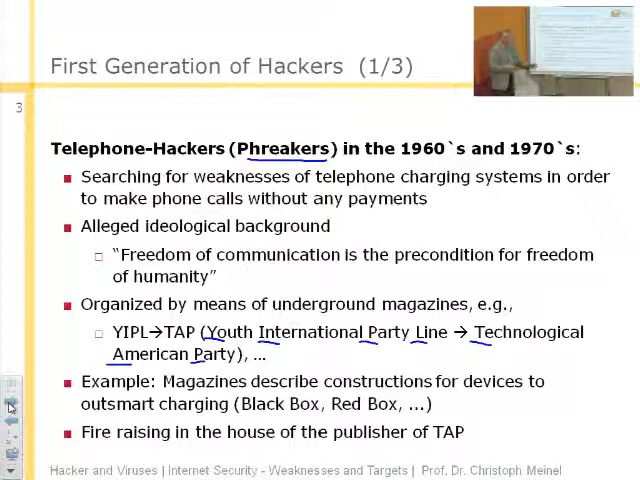 First Generation of Hackers (1/3)
3
Telephone-Hackers (Phreakers) in the 1960`s and 1970`s:
Searching for weaknesses of telephone charging systems in order
to make phone calls without any payments
Alleged ideological background
“Freedom of communication is the precondition for freedom
of humanity”
Organized by means of underground magazines, e.g.,
YIPL→TAP (Youth International Party Line → Technological
American Party), ...
Example: Magazines describe constructions for devices to
outsmart charging (Black Box, Red Box, ...)
Fire raising in the house of the publisher of TAP
Hacker and Viruses | Internet Security - Weaknesses and Targets | Prof. Dr. Christoph Meinel